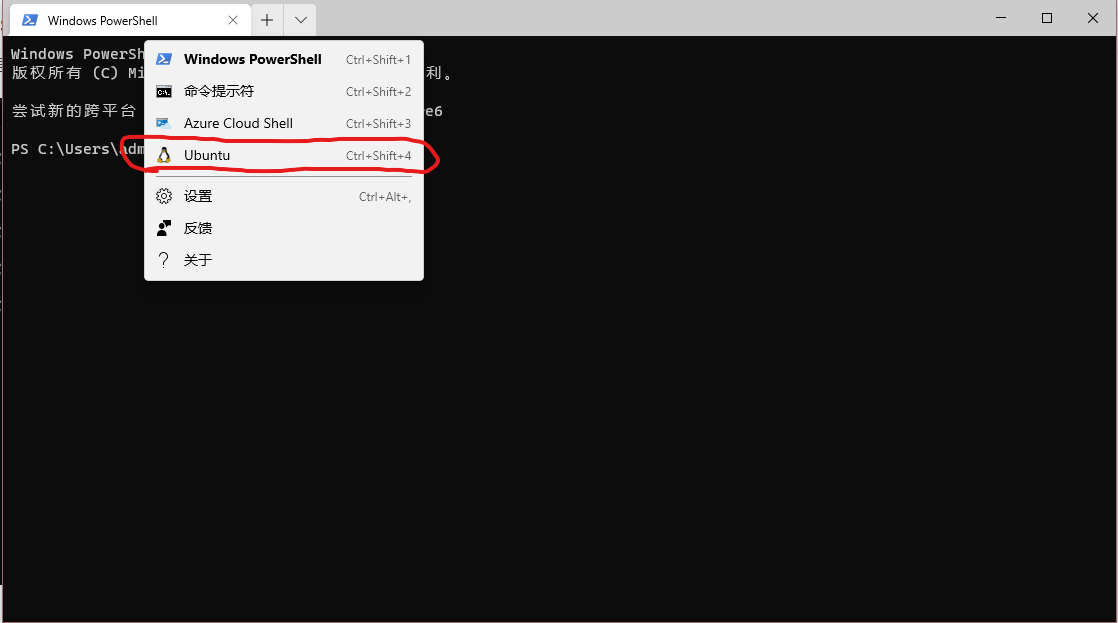 Windows PowerShell
Windows PowerSh
版权所有 (C) Mi
利。
尝试新的跨平台
e6
PS C:\Users\adm
Windows PowerShell Ctrl+Shift+1
命令提示符 Ctrl+Shift+2
Azure Cloud Shell Ctrl+Shift+3
Ubuntu Ctrl+Shift+4
设置 Ctrl+Alt+,
反馈
关于